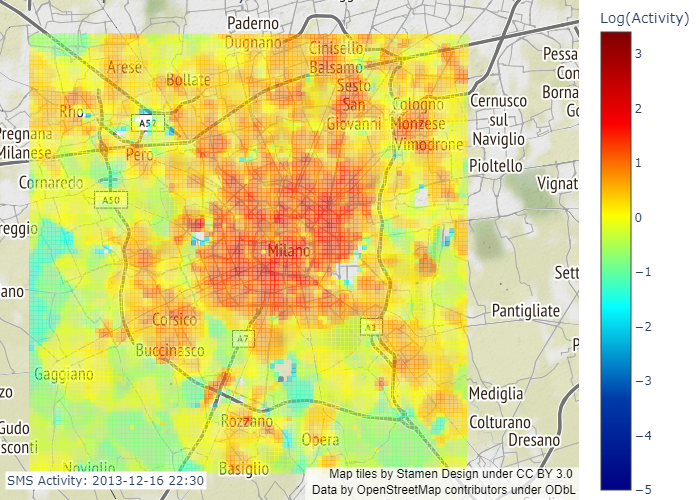 Log(Activity)
Paderno
Dugnano
Cinisello
Balsamo
Arese
Bollate
Sesto
San
Giovanni
Pessa
Con
Borna
Go
Rho
A52
Cologno
Monzese
Vimodrone
Cernusco
sul
Naviglio
Pregnana
Milanese
Pero
Pioltello
Cornaredo
A50
Vignat
reggio
Milano
Sett
ano
Pantigliate
Corsico
A1
A7
Buccinasco
P
Gaggiano
zo
Mediglia
Gudo
sconti
Rozzano
Opera
Colturano
Dresano
Noviglio
Basiglio
SMS Activity: 2013-12-16 22:30
Map tiles by Stamen Design under CC BY 3.0
Data by OpenStreetMap contributors under ODbL
3
2
1
0
−1
−2
−3
−4
−5